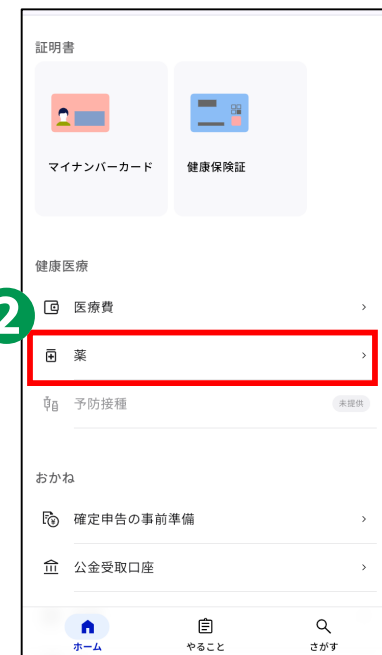 証明書
マイナンバーカード
健康保険証
健康医療
2
医療費
薬
予防接種
未提供
おかね
確定申告の事前準備
公金受取口座
ホーム
やること
さがす